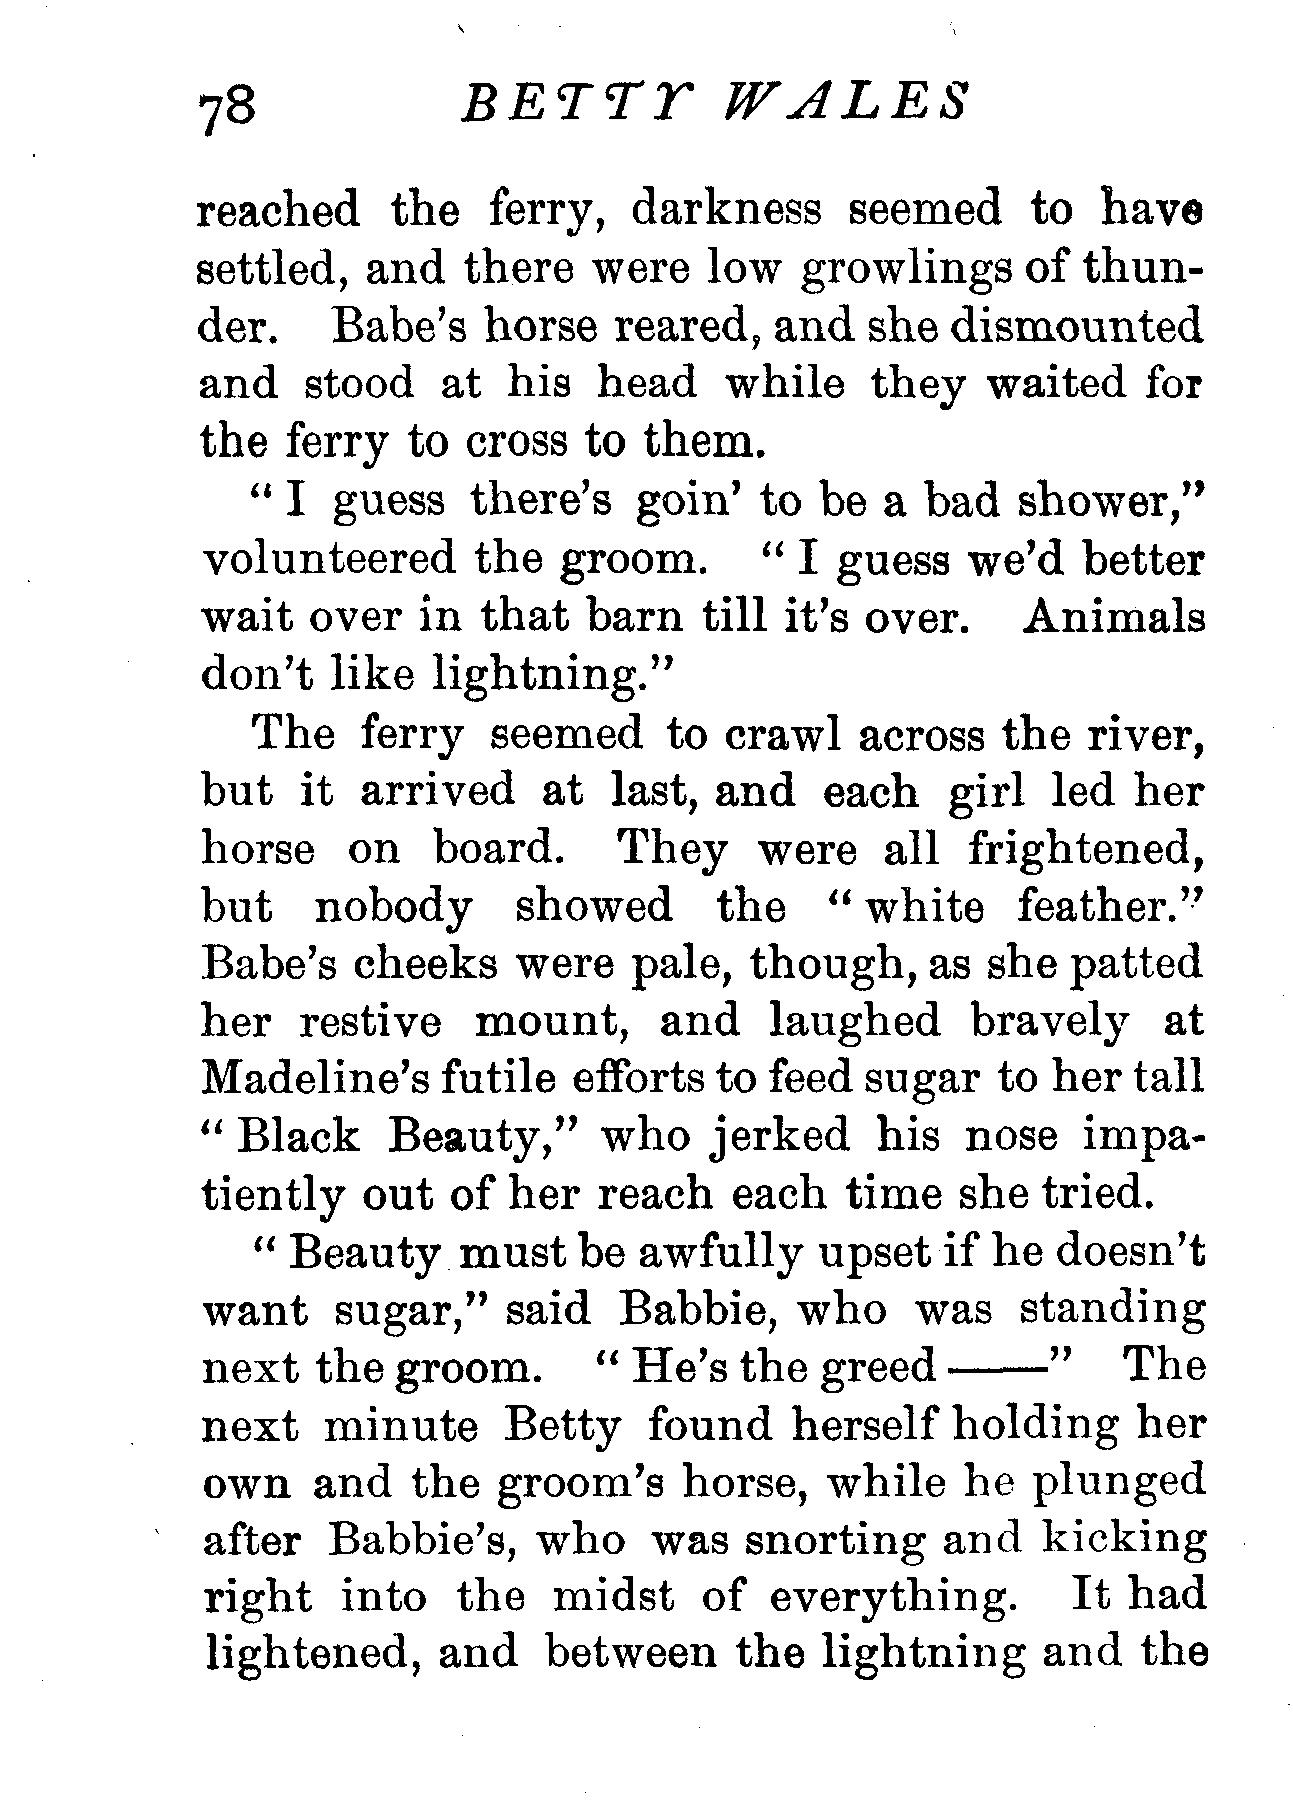 78 BETTY WALES
reached the ferry, darkness seemed to have
settled, and there were low growlings of thun-
der. Babe's horse reared, and she dismounted
and stood at his head while they waited for
the ferry to cross to them.
" I guess there's goin' to be a bad shower,"
volunteered the groom. " I guess we'd better
wait over in that barn till it's over. Animals
don't like lightning."
The ferry seemed to crawl across the river,
but it arrived at last, and each girl led her
horse on board. They were all frightened,
but nobody showed the " white feather."
Babe's cheeks were pale, though, as she patted
her restive mount, and laughed bravely at
Madeline's futile efforts to feed sugar to her tall
" Black Beauty," who jerked his nose impa-
tiently out of her reach each time she tried.
" Beauty must be awfully upset if he doesn't
want sugar," said Babbie, who was standing
next the groom. " He's the greed ——" The
next minute Betty found herself holding her
own and the groom's horse, while he plunged
after Babbie's, who was snorting and kicking
right into the midst of everything. It had
lightened, and between the lightning and the